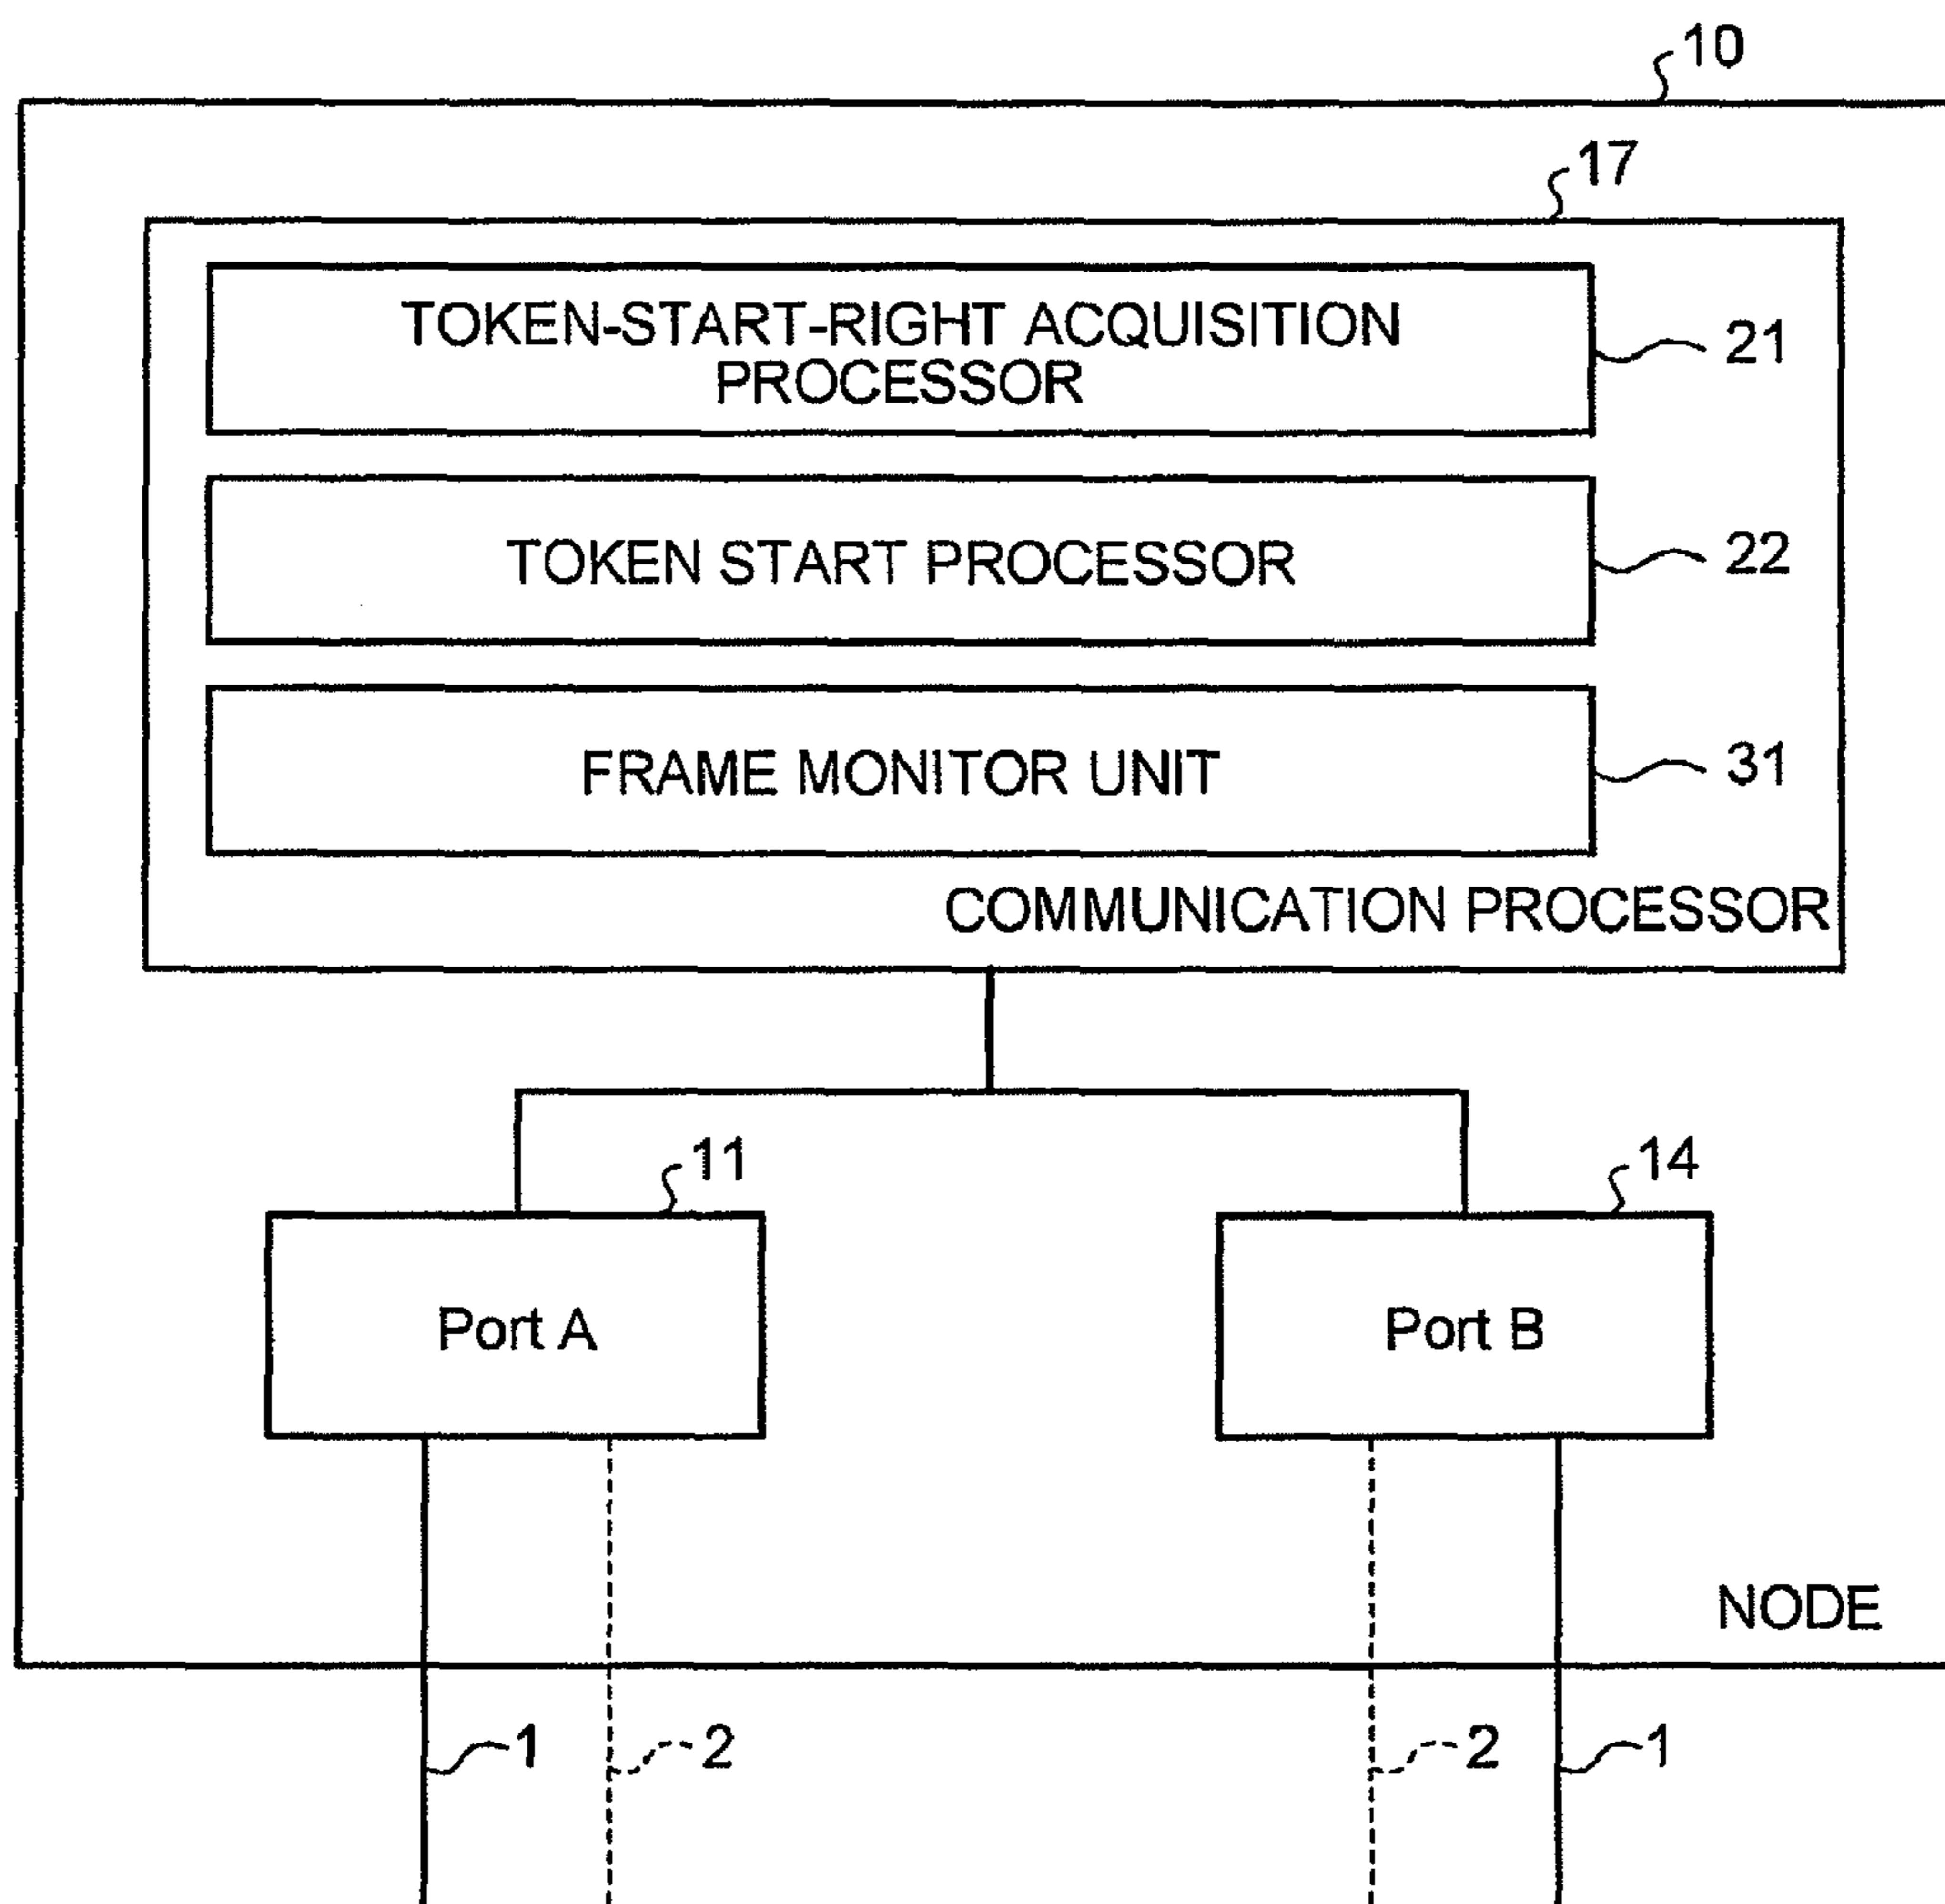 10
17
TOKEN-START-RIGHT ACQUISITION
PROCESSOR
21
TOKEN START PROCESSOR
22
FRAME MONITOR UNIT
31
COMMUNICATION PROCESSOR
11
14
Port A
Port B
NODE
1
2
2
1